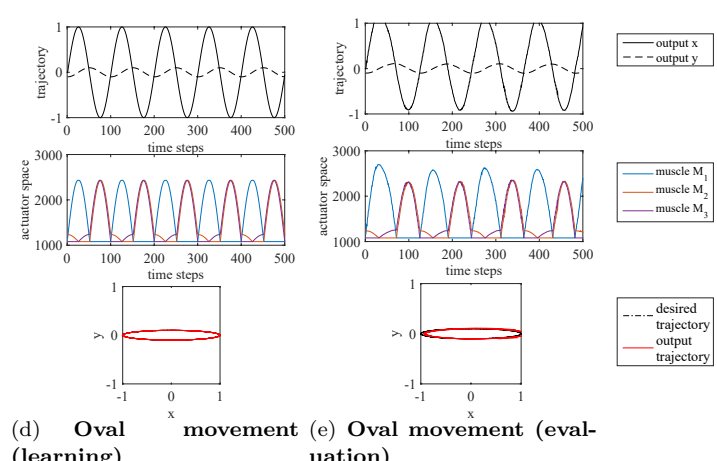 1
0
-1
trajectory
0 100 200 300 400 500
time steps
1
0
-1
trajectory
0 100 200 300 400 500
time steps
output x
output y
3000
2000
1000
actuator space
0 100 200 300 400 500
time steps
3000
2000
1000
actuator space
0 100 200 300 400 500
time steps
muscle M1
muscle M2
muscle M3
1
0
-1
y
-1 0 1
x
1
0
-1
y
-1 0 1
x
desired
trajectory
output
trajectory
(d) Oval movement
(learning)
(e) Oval movement (eval-
uation)